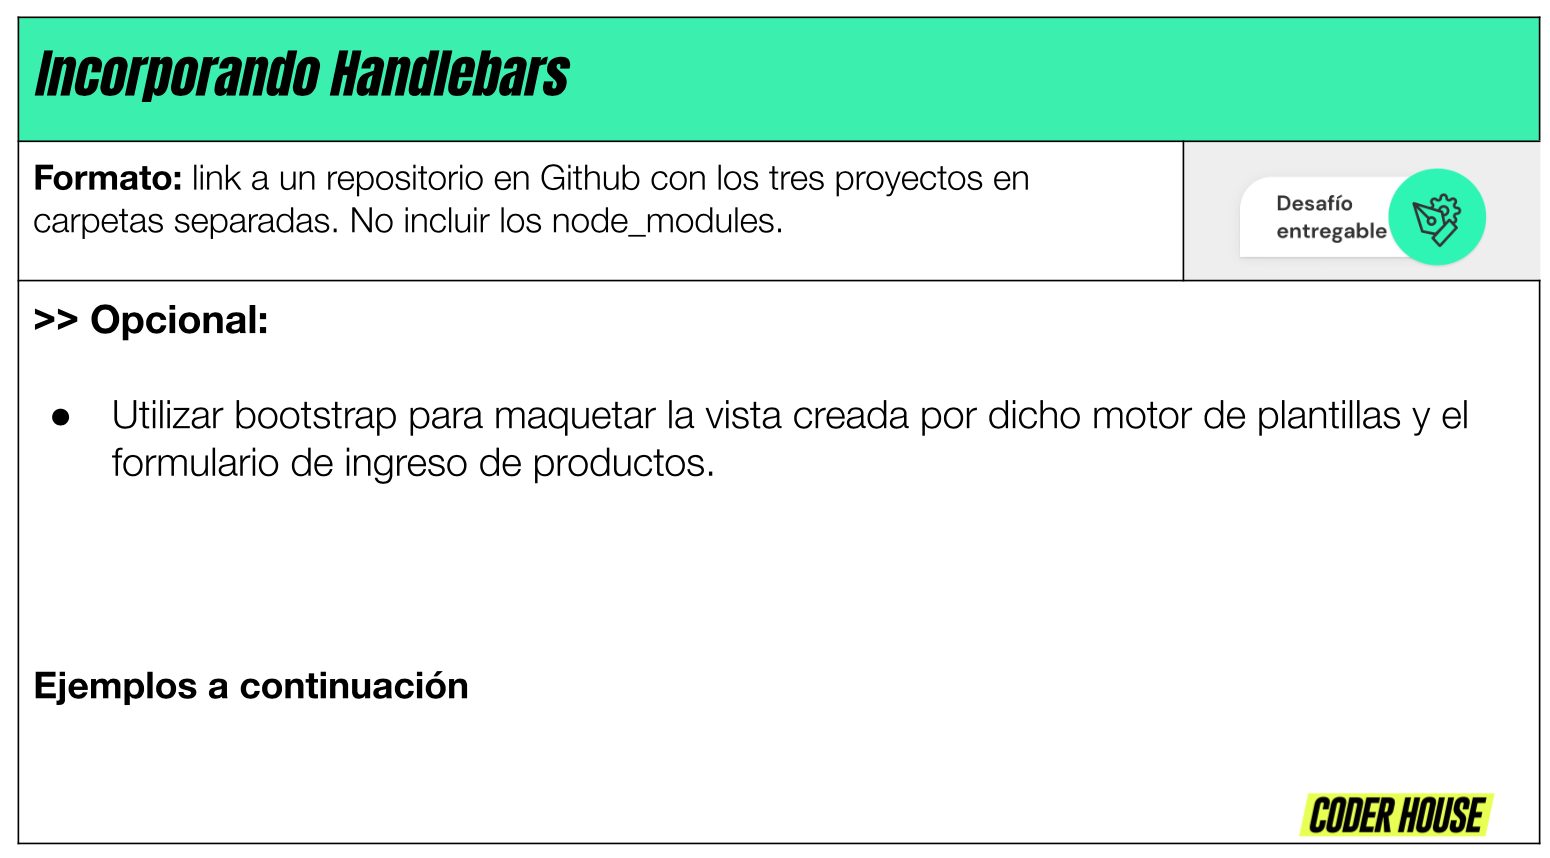 Incorporando Handlebars
Formato: link a un repositorio en Github con los tres proyectos en
carpetas separadas. No incluir los node_modules.
Desafío
entregable
>> Opcional:
● Utilizar bootstrap para maquetar la vista creada por dicho motor de plantillas y el
formulario de ingreso de productos.
Ejemplos a continuación
CODER HOUSE